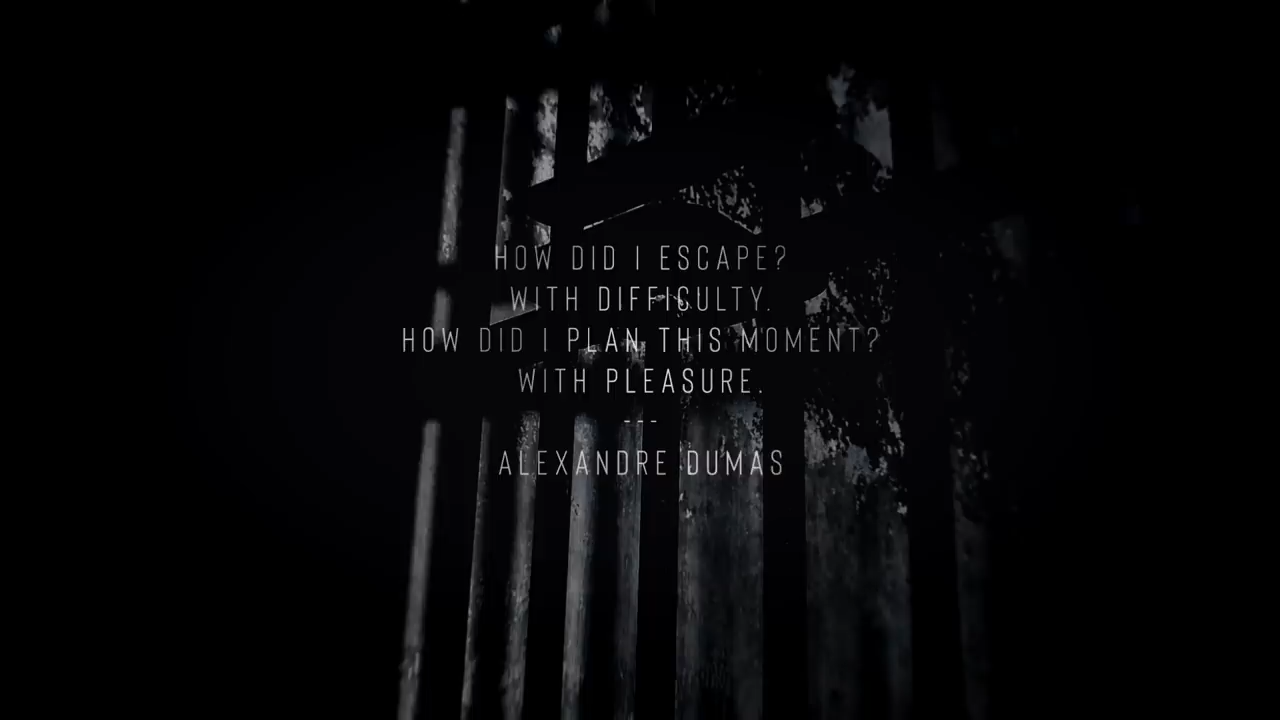 HOW DID I ESCAPE?
WITH DIFFICULTY.
HOW DID I PLAN THIS MOMENT?
WITH PLEASURE.
---
ALEXANDRE DUMAS